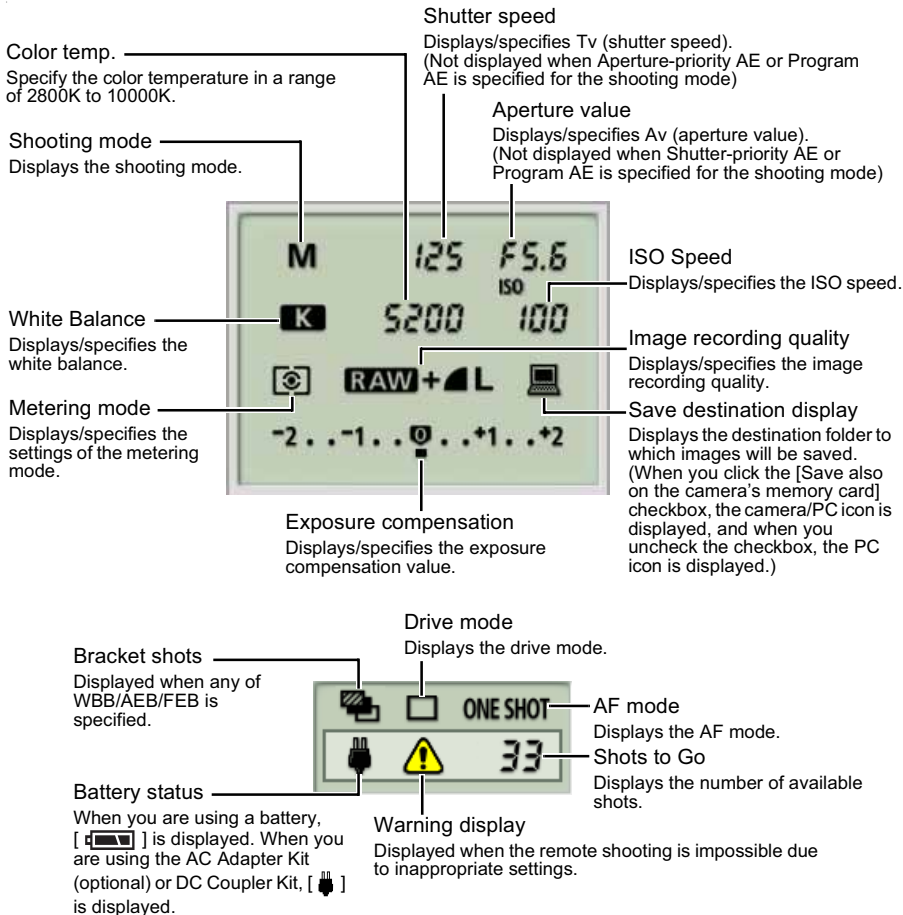 Shutter speed
Displays/specifies Tv (shutter speed).
(Not displayed when Aperture-priority AE or Program
AE is specified for the shooting mode)
Color temp.
Specify the color temperature in a range
of 2800K to 10000K.
Aperture value
Displays/specifies Av (aperture value).
(Not displayed when Shutter-priority AE or
Program AE is specified for the shooting mode)
Shooting mode
Displays the shooting mode.
M 125 F5.6
ISO
K 5200 100
RAW+ L
-2..-1..0..+1..+2
ISO Speed
Displays/specifies the ISO speed.
White Balance
Displays/specifies the
white balance.
Image recording quality
Displays/specifies the image
recording quality.
Metering mode
Displays/specifies the
settings of the metering
mode.
Save destination display
Displays the destination folder to
which images will be saved.
(When you click the [Save also
on the camera's memory card]
checkbox, the camera/PC icon is
displayed, and when you
uncheck the checkbox, the PC
icon is displayed.)
Exposure compensation
Displays/specifies the exposure
compensation value.
Drive mode
Displays the drive mode.
Bracket shots
Displayed when any of
WBB/AEB/FEB is
specified.
ONE SHOT
33
AF mode
Displays the AF mode.
Shots to Go
Displays the number of available
shots.
Battery status
When you are using a battery,
[ ] is displayed. When you
are using the AC Adapter Kit
(optional) or DC Coupler Kit, [ ]
is displayed.
Warning display
Displayed when the remote shooting is impossible due
to inappropriate settings.